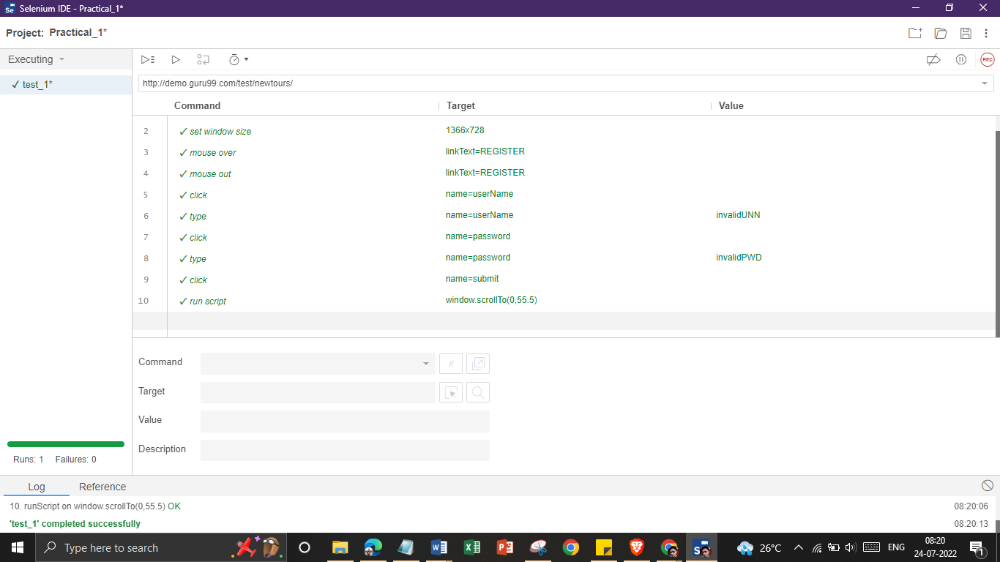 Selenium IDE - Practical_1*
Project: Practical_1*
Executing
REC
✓ test_1*
http://demo.guru99.com/test/newtours/
Command Target Value
2 ✓ set window size 1366x728
3 ✓ mouse over linkText=REGISTER
4 ✓ mouse out linkText=REGISTER
5 ✓ click name=userName
6 ✓ type name=userName invalidUNN
7 ✓ click name=password
8 ✓ type name=password invalidPWD
9 ✓ click name=submit
10 ✓ run script window.scrollTo(0,55.5)
Command //
Target
Value
Description
Runs: 1 Failures: 0
Log Reference
10. runScript on window.scrollTo(0,55.5) OK 08:20:06
'test_1' completed successfully 08:20:13
Type here to search
26°C
ENG
08:20
24-07-2022
1